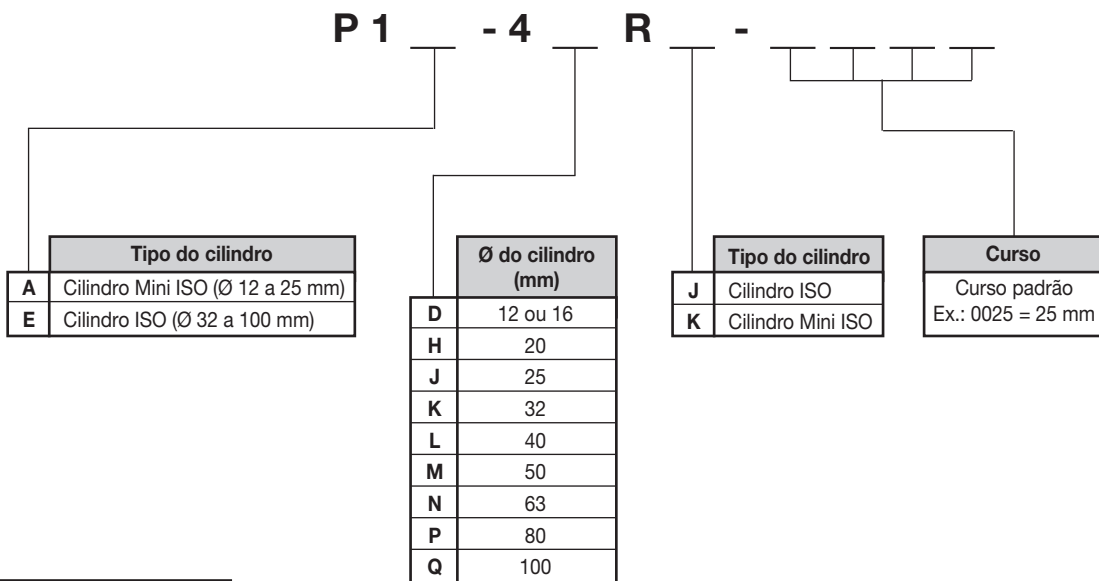 P 1 __ - 4 __ R __ - __ __ __ __
Tipo do cilindro
A Cilindro Mini ISO (Ø 12 a 25 mm)
E Cilindro ISO (Ø 32 a 100 mm)
Ø do cilindro
(mm)
D 12 ou 16
H 20
J 25
K 32
L 40
M 50
N 63
P 80
Q 100
Tipo do cilindro
J Cilindro ISO
K Cilindro Mini ISO
Curso
Curso padrão
Ex.: 0025 = 25 mm